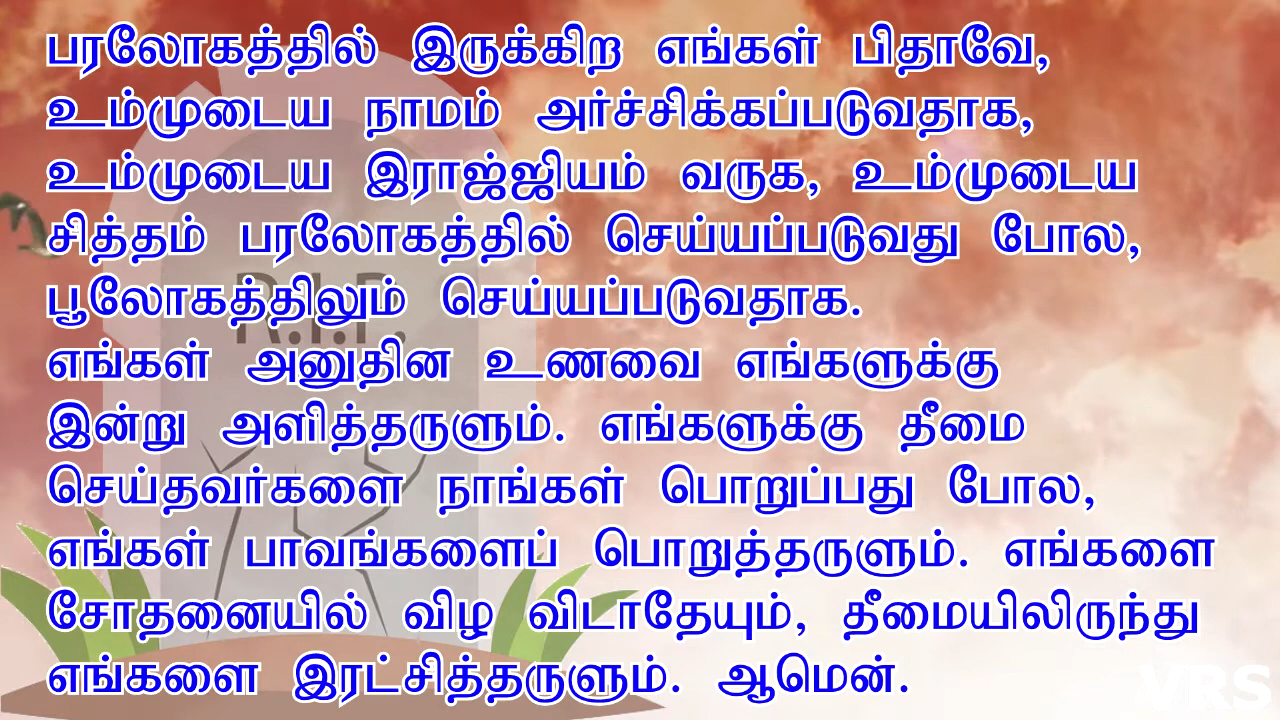 பரலோகத்தில் இருக்கிற எங்கள் பிதாவே,
உம்முடைய நாமம் அர்ச்சிக்கப்படுவதாக,
உம்முடைய இராஜ்ஜியம் வருக, உம்முடைய
சித்தம் பரலோகத்தில் செய்யப்படுவது போல,
பூலோகத்திலும் செய்யப்படுவதாக.
R.I.P.
எங்கள் அனுதின உணவை எங்களுக்கு
இன்று அளித்தருளும். எங்களுக்கு தீமை
செய்தவர்களை நாங்கள் பொறுப்பது போல,
எங்கள் பாவங்களைப் பொறுத்தருளும். எங்களை
சோதனையில் விழ விடாதேயும், தீமையிலிருந்து
எங்களை இரட்சித்தருளும். ஆமென்.
VRS